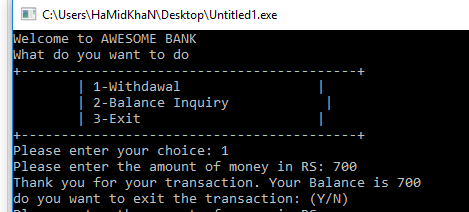 C:\Users\HaMidKhaN\Desktop\Untitled1.exe
Welcome to AWESOME BANK
What do you want to do
+--------------------------------------+
| 1-Withdawal |
| 2-Balance Inquiry |
| 3-Exit |
+--------------------------------------+
Please enter your choice: 1
Please enter the amount of money in RS: 700
Thank you for your transaction. Your Balance is 700
do you want to exit the transaction: (Y/N)